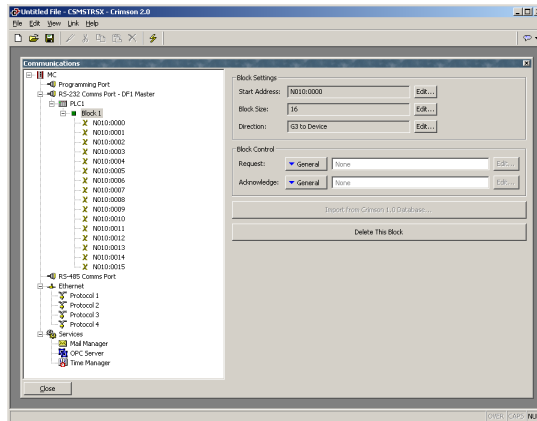 Untitled File - CSMSTRSX - Crimson 2.0
File Edit View Link Help
Communications
MC
Programming Port
RS-232 Comms Port - DF1 Master
PLC1
Block 1
N010:0000
N010:0001
N010:0002
N010:0003
N010:0004
N010:0005
N010:0006
N010:0007
N010:0008
N010:0009
N010:0010
N010:0011
N010:0012
N010:0013
N010:0014
N010:0015
RS-485 Comms Port
Ethernet
Protocol 1
Protocol 2
Protocol 3
Protocol 4
Services
Mail Manager
OPC Server
Time Manager
Block Settings
Start Address: N010:0000 Edit...
Block Size: 16 Edit...
Direction: G3 to Device Edit...
Block Control
Request: General None Edit...
Acknowledge: General None Edit...
Import from Crimson 1.0 Database...
Delete This Block
Close
OVER CAPS NU